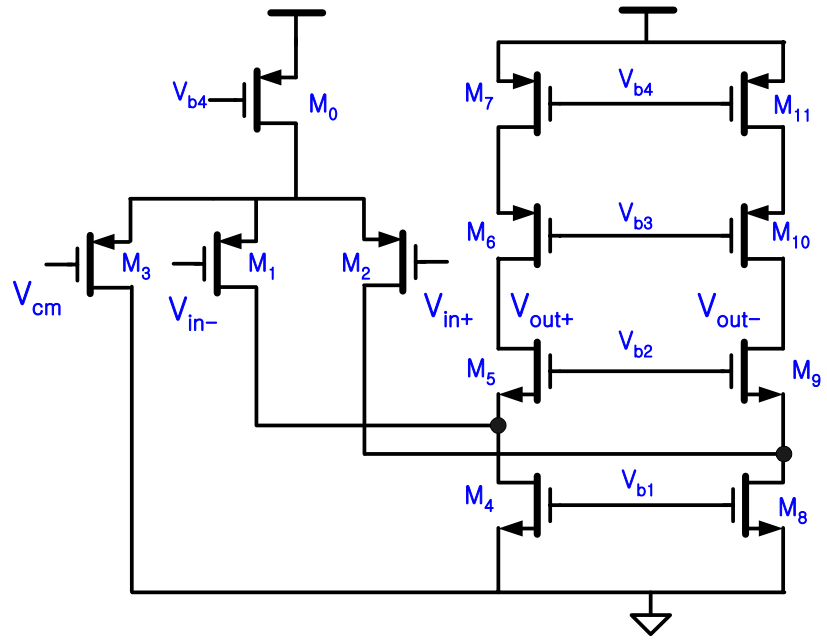 Vb4
M0
M3
M1
M2
Vcm
Vin−
Vin+
M7
Vb4
M11
M6
Vb3
M10
Vout+
Vout−
M5
Vb2
M9
M4
Vb1
M8